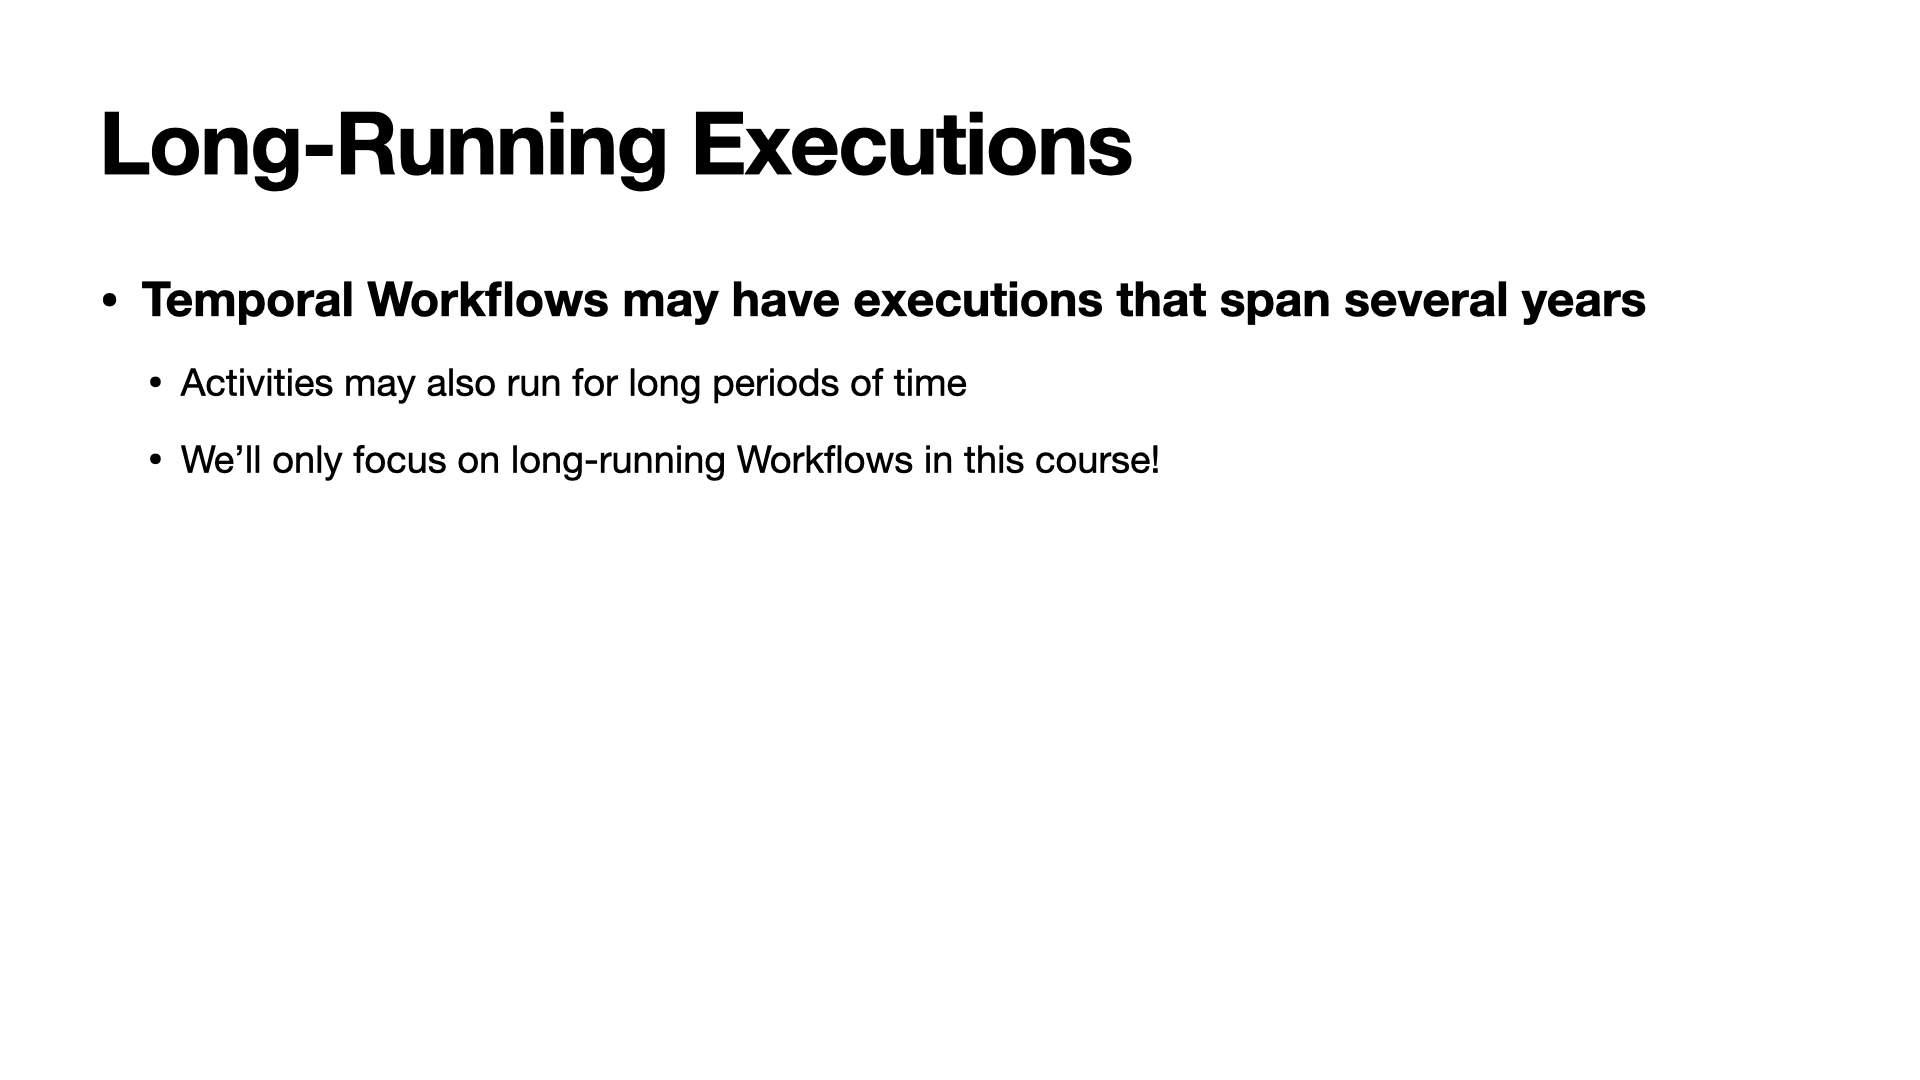 Long-Running Executions
• Temporal Workflows may have executions that span several years
• Activities may also run for long periods of time
• We’ll only focus on long-running Workflows in this course!